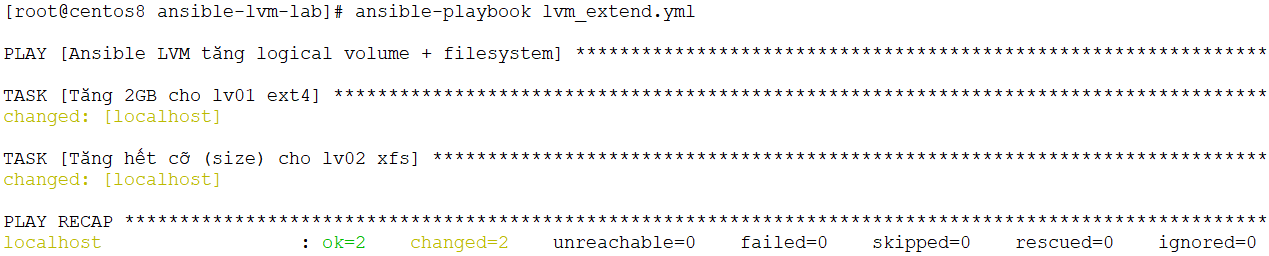 [root@centos8 ansible-lvm-lab]# ansible-playbook lvm_extend.yml
PLAY [Ansible LVM tăng logical volume + filesystem] ***************************************************************
TASK [Tăng 2GB cho lv01 ext4] *************************************************************************************
changed: [localhost]
TASK [Tăng hết cỡ (size) cho lv02 xfs] ****************************************************************************
changed: [localhost]
PLAY RECAP ********************************************************************************************************
localhost                  : ok=2    changed=2    unreachable=0    failed=0    skipped=0    rescued=0    ignored=0